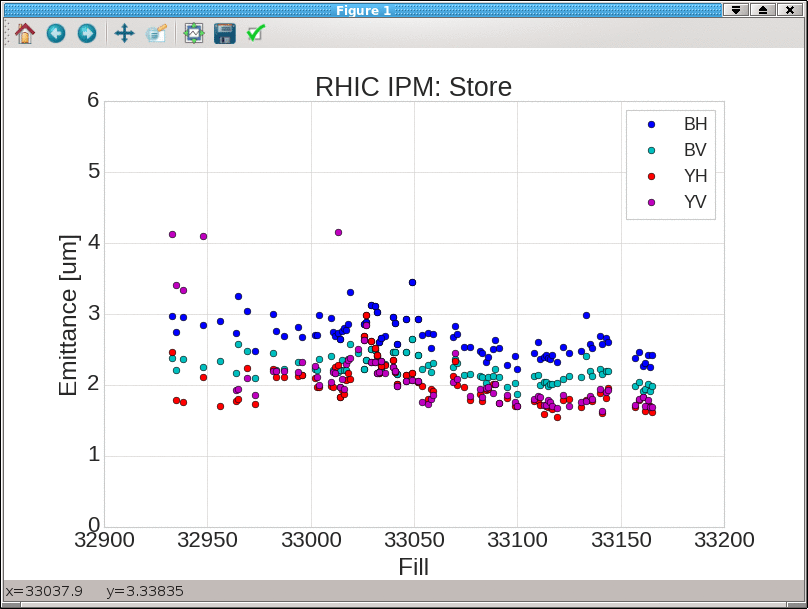 Figure 1
RHIC IPM: Store
6
5
4
3
2
1
0
Emittance [um]
BH
BV
YH
YV
32900 32950 33000 33050 33100 33150 33200
Fill
x=33037.9 y=3.33835